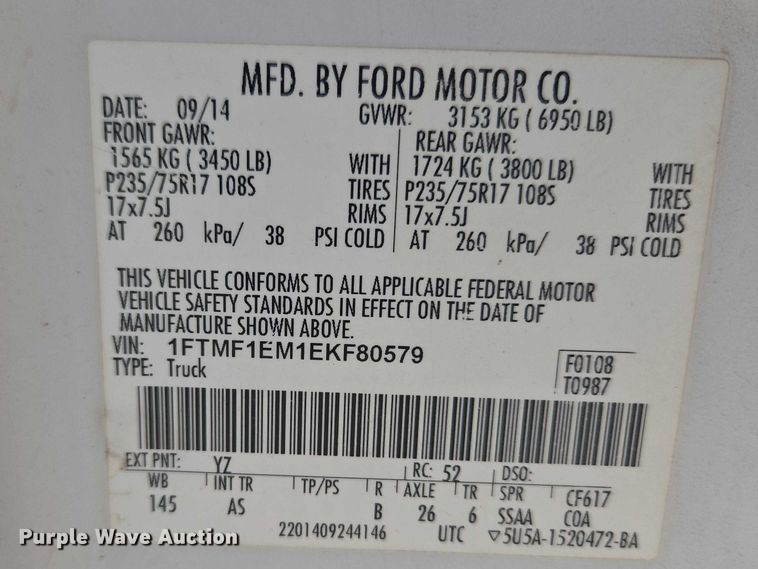 MFD. BY FORD MOTOR CO.
DATE: 09/14 GVWR: 3153 KG ( 6950 LB)
FRONT GAWR: REAR GAWR:
1565 KG ( 3450 LB) WITH 1724 KG ( 3800 LB) WITH
P235/75R17 108S TIRES P235/75R17 108S TIRES
17x7.5J RIMS 17x7.5J RIMS
AT 260 kPa/ 38 PSI COLD AT 260 kPa/ 38 PSI COLD
THIS VEHICLE CONFORMS TO ALL APPLICABLE FEDERAL MOTOR
VEHICLE SAFETY STANDARDS IN EFFECT ON THE DATE OF
MANUFACTURE SHOWN ABOVE.
VIN: 1FTMF1EM1EKF80579
TYPE: Truck
F0108
T0987
EXT PNT: YZ RC: 52 DSO:
WB INT TR TP/PS R AXLE TR SPR CF617
145 AS B 26 6 SSAA COA
2201409244146 UTC ▽5U5A-1520472-BA
Purple Wave Auction